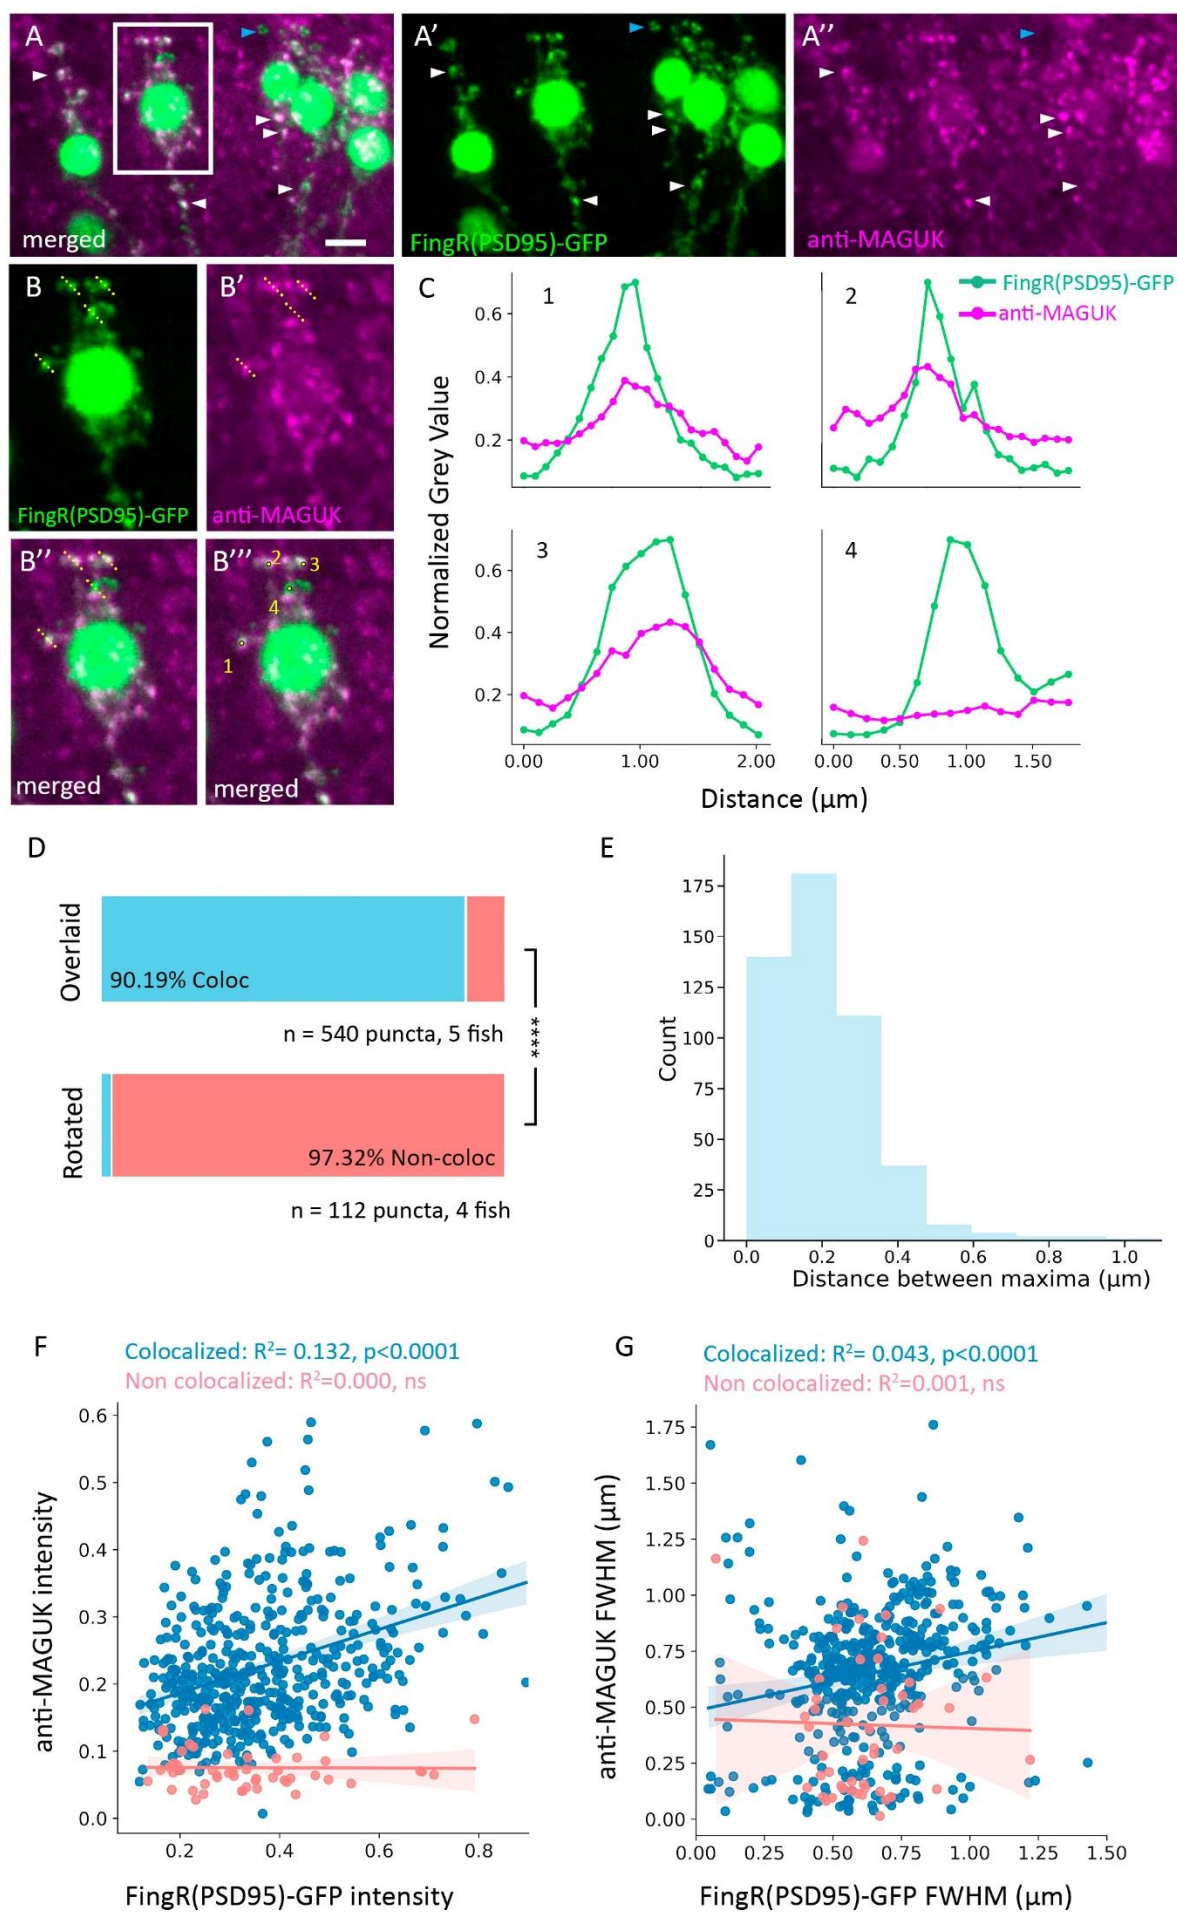 A
merged
A'
FingR(PSD95)-GFP
A''
anti-MAGUK
B
FingR(PSD95)-GFP
B'
anti-MAGUK
B''
merged
B'''
1
2
3
4
merged
C
1
2
FingR(PSD95)-GFP
anti-MAGUK
0.6
0.4
0.2
3
4
0.6
0.4
0.2
Normalized Grey Value
0.00 1.00 2.00
0.00 0.50 1.00 1.50
Distance (μm)
D
Overlaid
90.19% Coloc
n = 540 puncta, 5 fish
****
Rotated
97.32% Non-coloc
n = 112 puncta, 4 fish
E
Count
175
150
125
100
75
50
25
0
0.0 0.2 0.4 0.6 0.8 1.0
Distance between maxima (μm)
F
Colocalized: R²= 0.132, p<0.0001
Non colocalized: R²=0.000, ns
anti-MAGUK intensity
0.6
0.5
0.4
0.3
0.2
0.1
0.0
0.2 0.4 0.6 0.8
FingR(PSD95)-GFP intensity
G
Colocalized: R²= 0.043, p<0.0001
Non colocalized: R²=0.001, ns
anti-MAGUK FWHM (μm)
1.75
1.50
1.25
1.00
0.75
0.50
0.25
0.00
0.00 0.25 0.50 0.75 1.00 1.25 1.50
FingR(PSD95)-GFP FWHM (μm)